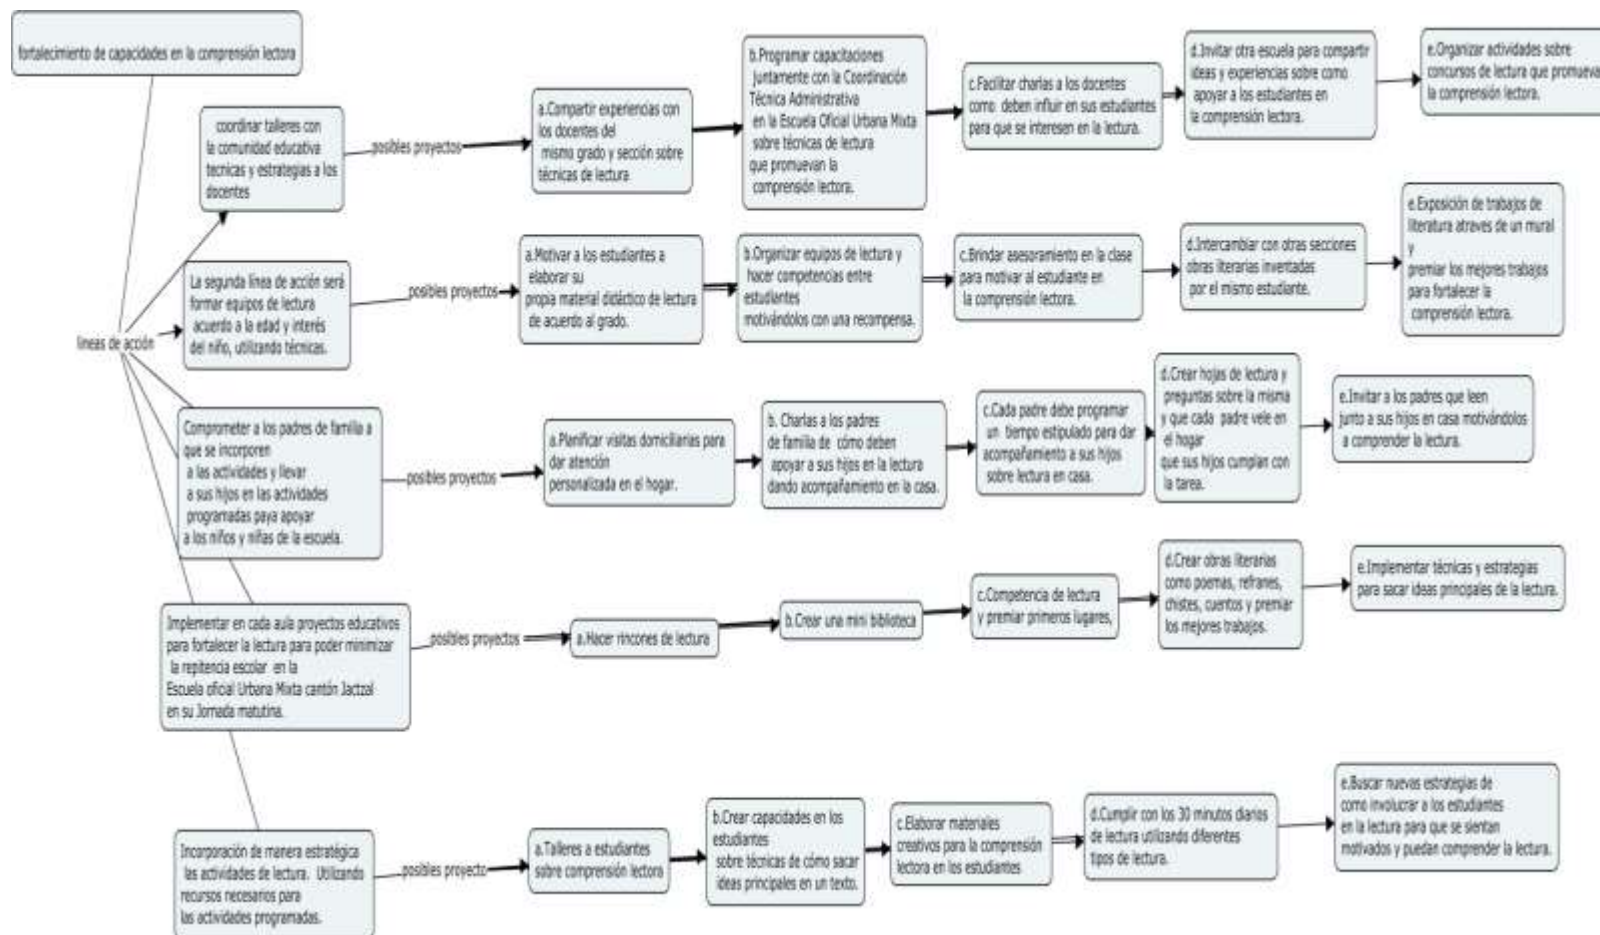 fortalecimiento de capacidades en la comprensión lectora
lineas de acción
coordinar talleres con
la comunidad educativa
tecnicas y estrategias a los
docentes
posibles proyectos
a.Compartir experiencias con
los docentes del
mismo grado y sección sobre
técnicas de lectura
b.Programar capacitaciones
Juntamente con la Coordinación
Técnica Administrativa
en la Escuela Oficial Urbana Mixta
sobre técnicas de lectura
que promuevan la
comprensión lectora.
c.Facilitar charlas a los docentes
como deben influir en sus estudiantes
para que se interesen en la lectura.
d.Invitar otra escuela para compartir
ideas y experiencias sobre como
apoyar a los estudiantes en
la comprensión lectora.
e.Organizar actividades sobre
concursos de lectura que promueva
la comprensión lectora.
La segunda línea de acción será
formar equipos de lectura
acuerdo a la edad y interés
del niño, utilizando técnicas.
posibles proyectos
a.Motivar a los estudiantes a
elaborar su
propia material didáctico de lectura
de acuerdo al grado.
b.Organizar equipos de lectura y
hacer competencias entre
estudiantes
motivándolos con una recompensa.
c.Brindar asesoramiento en la clase
para motivar al estudiante en
la comprensión lectora.
d.Intercambiar con otras secciones
obras literarias inventadas
por el mismo estudiante.
e.Exposición de trabajos de
literatura atraves de un mural
y
premiar los mejores trabajos
para fortalecer la
comprensión lectora.
Comprometer a los padres de familia a
que se incorporen
a las actividades y llevar
a sus hijos en las actividades
programadas paya apoyar
a los niños y niñas de la escuela.
posibles proyectos
a.Planificar visitas domiciliarias para
dar atención
personalizada en el hogar.
b. Charlas a los padres
de familia de cómo deben
apoyar a sus hijos en la lectura
dando acompañamiento en la casa.
c.Cada padre debe programar
un tiempo estipulado para dar
acompañamiento a sus hijos
sobre lectura en casa.
d.Crear hojas de lectura y
preguntas sobre la misma
y que cada padre vele en
el hogar
que sus hijos cumplan con
la tarea.
e.Invitar a los padres que leen
junto a sus hijos en casa motivándolos
a comprender la lectura.
Implementar en cada aula proyectos educativos
para fortalecer la lectura para poder minimizar
la repitencia escolar en la
Escuela oficial Urbana Mixta cantón Jactzal
en su Jornada matutina.
posibles proyectos
a.Hacer rincones de lectura
b.Crear una mini biblioteca
c.Competencia de lectura
y premiar primeros lugares,
d.Crear obras literarias
como poemas, refranes,
chistes, cuentos y premiar
los mejores trabajos.
e.Implementar técnicas y estrategias
para sacar ideas principales de la lectura.
Incorporación de manera estratégica
las actividades de lectura. Utilizando
recursos necesarios para
las actividades programadas.
posibles proyecto
a.Talleres a estudiantes
sobre comprensión lectora
b.Crear capacidades en los
estudiantes
sobre técnicas de cómo sacar
ideas principales en un texto.
c.Elaborar materiales
creativos para la comprensión
lectora en los estudiantes
d.Cumplir con los 30 minutos diarios
de lectura utilizando diferentes
tipos de lectura.
e.Buscar nuevas estrategias de
como involucrar a los estudiantes
en la lectura para que se sientan
motivados y puedan comprender la lectura.